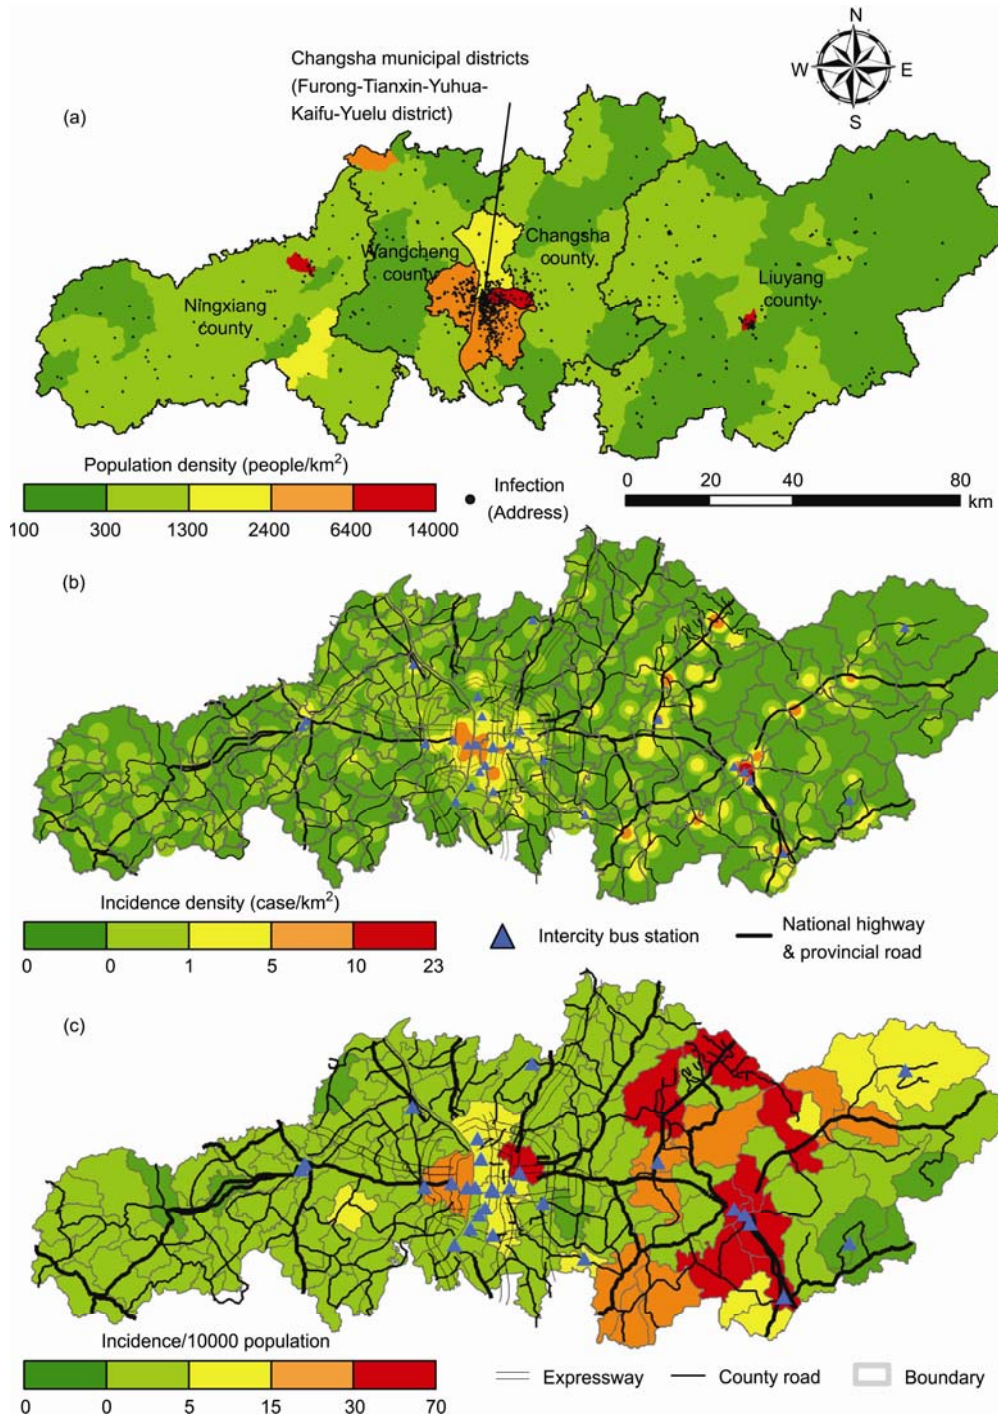 N
W E
S
Changsha municipal districts
(Furong-Tianxin-Yuhua-
Kaifu-Yuelu district)
(a)
Wangcheng
county
Changsha
county
Liuyang
county
Ningxiang
county
Population density (people/km²)
100 300 1300 2400 6400 14000
Infection
(Address)
0 20 40 60 80
km
(b)
Incidence density (case/km²)
0 0 1 5 10 23
Intercity bus station
National highway
& provincial road
(c)
Incidence/10000 population
0 0 5 15 30 70
Expressway
County road
Boundary